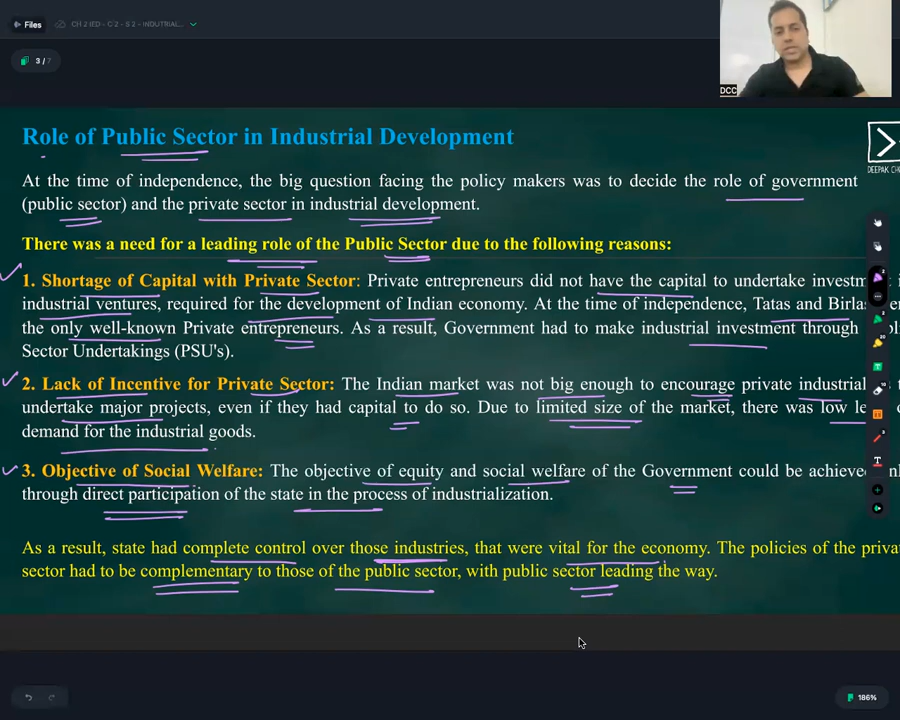 Files
CH 2 IED - C 2 - S 2 - INDUTRIAL...
3 / 7
DCC
Role of Public Sector in Industrial Development
At the time of independence, the big question facing the policy makers was to decide the role of government
(public sector) and the private sector in industrial development.
DEEPAK
There was a need for a leading role of the Public Sector due to the following reasons:
1. Shortage of Capital with Private Sector: Private entrepreneurs did not have the capital to undertake
industrial ventures, required for the development of Indian economy. At the time of independence, Tatas and
the only well-known Private entrepreneurs. As a result, Government had to make industrial investment through
Sector Undertakings (PSU's).
2. Lack of Incentive for Private Sector: The Indian market was not big enough to encourage private industrial
undertake major projects, even if they had capital to do so. Due to limited size of the market, there was low
demand for the industrial goods.
3. Objective of Social Welfare: The objective of equity and social welfare of the Government could be
through direct participation of the state in the process of industrialization.
As a result, state had complete control over those industries, that were vital for the economy. The policies of the
sector had to be complementary to those of the public sector, with public sector leading the way.
186%